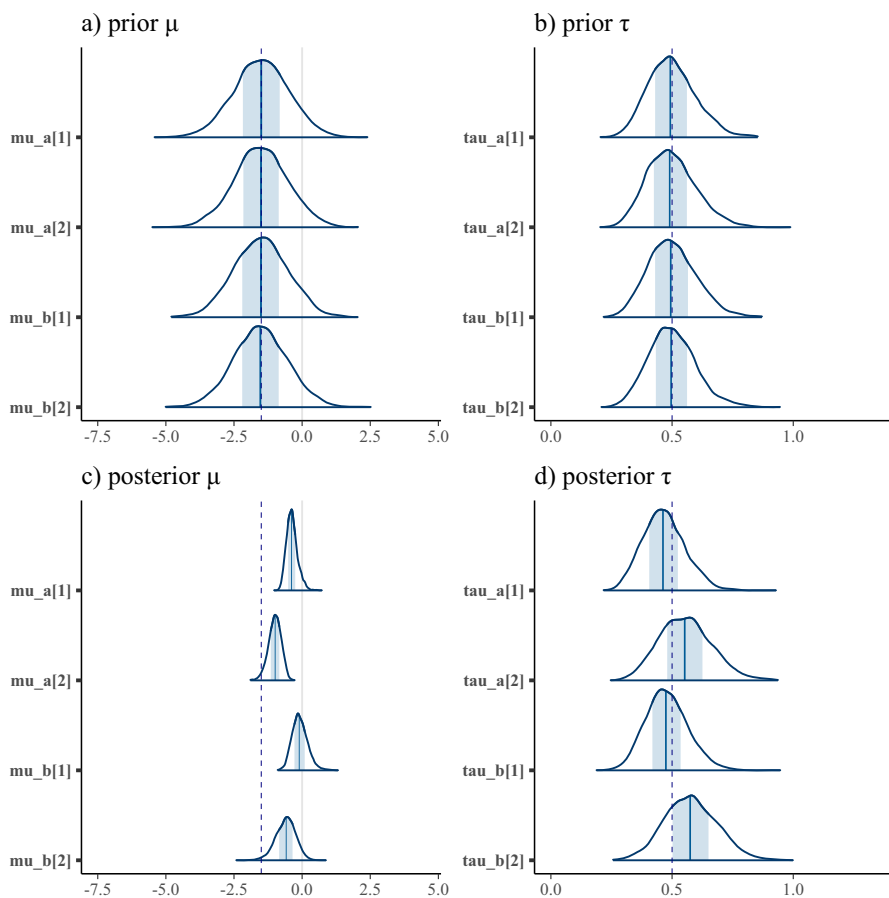 a) prior μ
mu_a[1]
mu_a[2]
mu_b[1]
mu_b[2]
-7.5 -5.0 -2.5 0.0 2.5 5.0
b) prior τ
tau_a[1]
tau_a[2]
tau_b[1]
tau_b[2]
0.0 0.5 1.0
c) posterior μ
mu_a[1]
mu_a[2]
mu_b[1]
mu_b[2]
-7.5 -5.0 -2.5 0.0 2.5 5.0
d) posterior τ
tau_a[1]
tau_a[2]
tau_b[1]
tau_b[2]
0.0 0.5 1.0